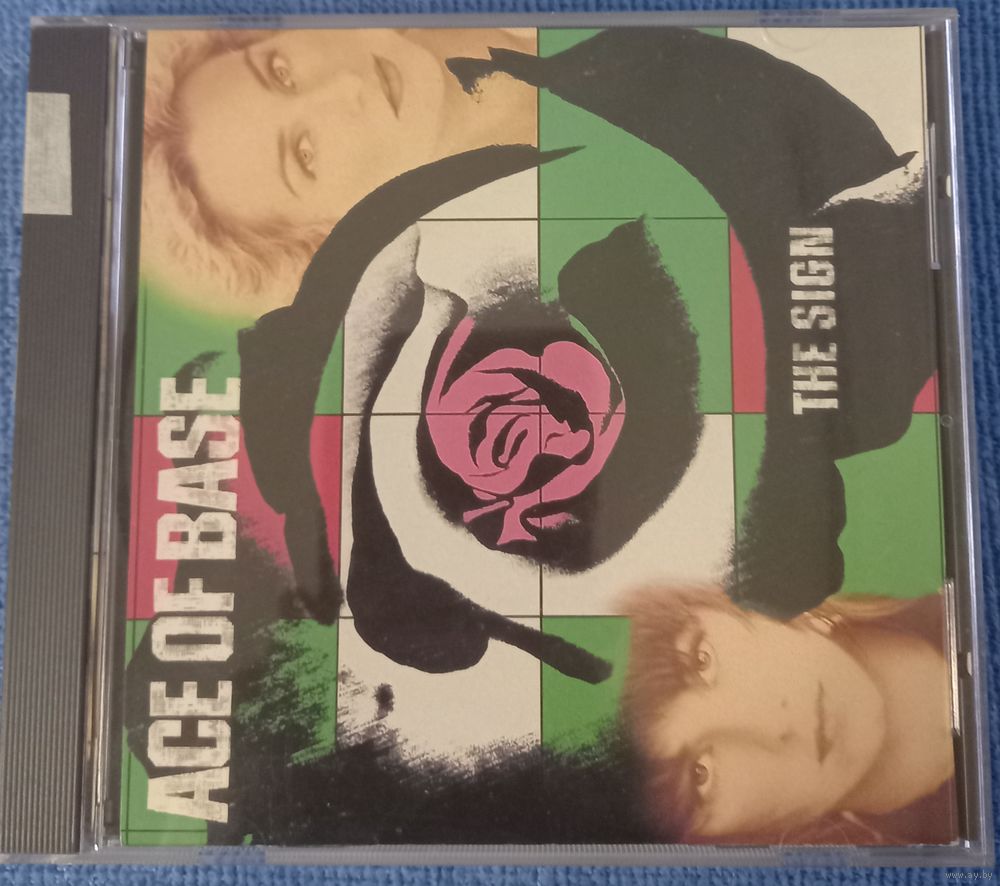 ACE OF BASE
THE SIGN
www.ay.by